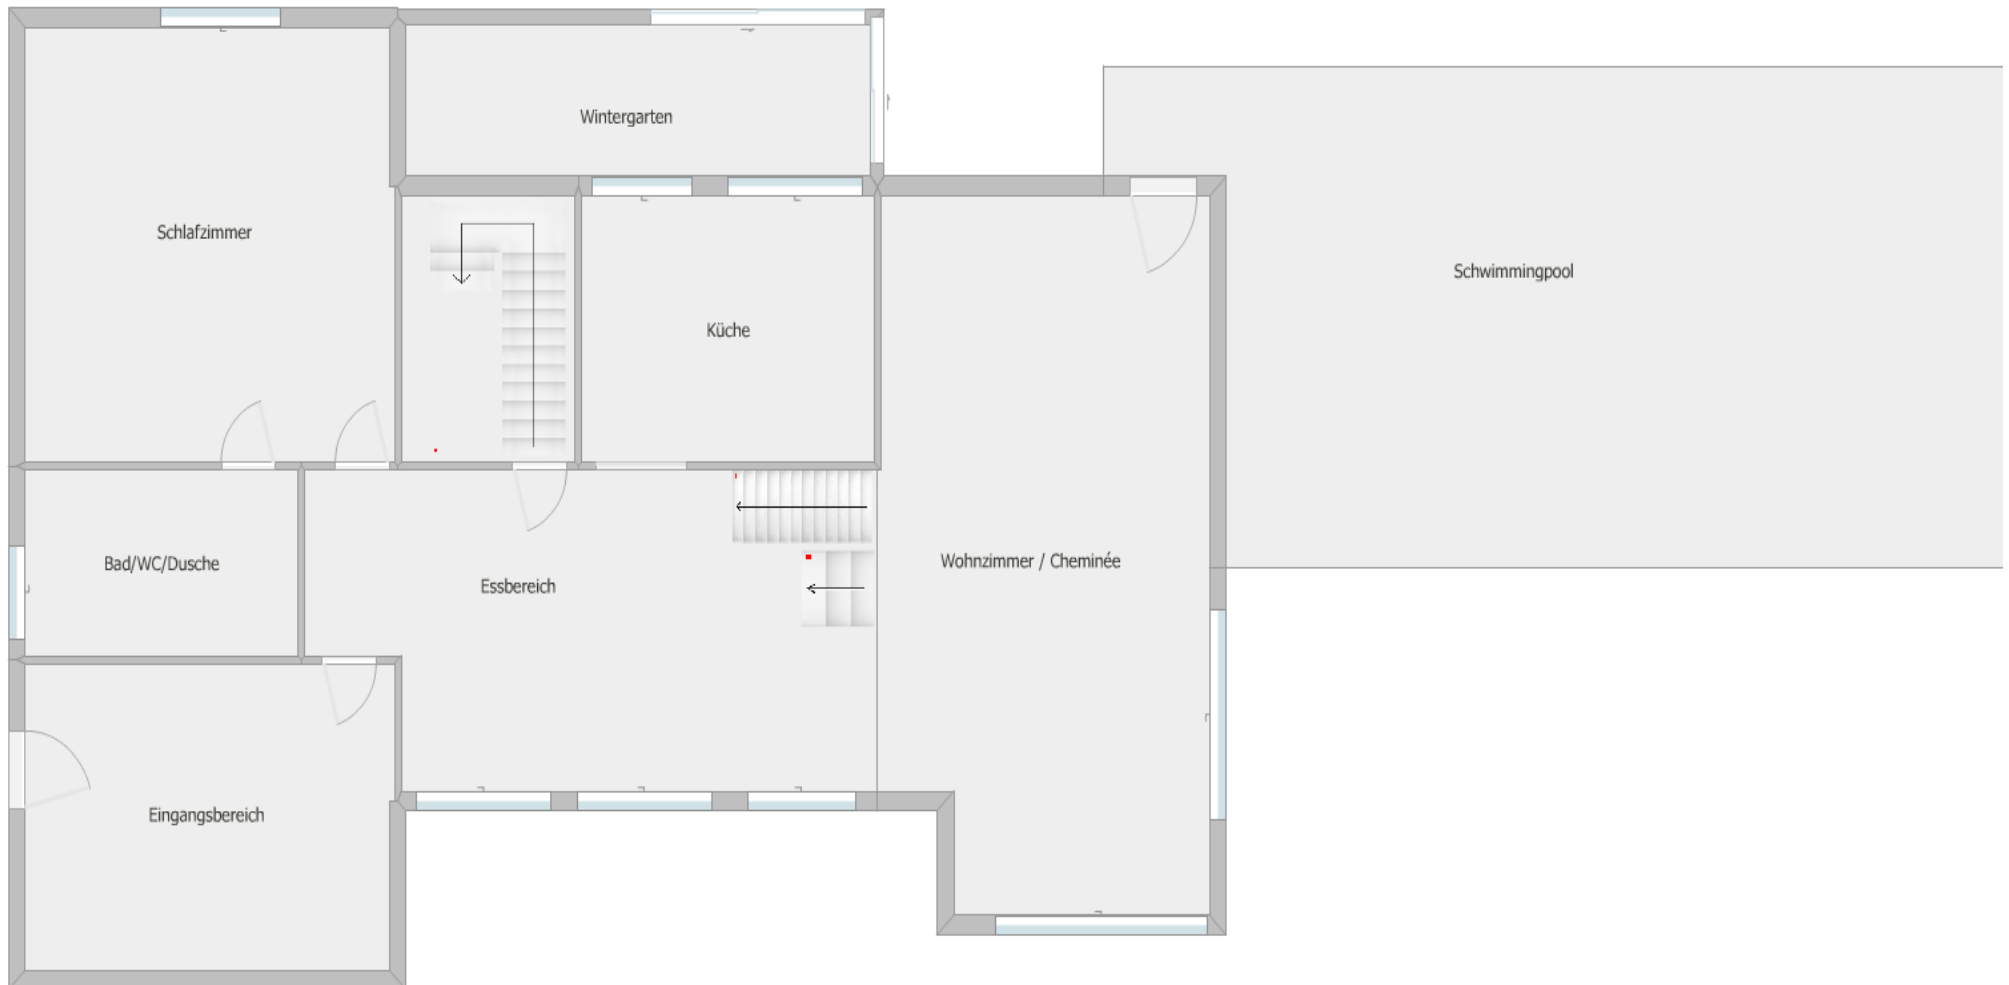 Wintergarten
Schlafzimmer
Schwimmingpool
Küche
Bad/WC/Dusche
Essbereich
Wohnzimmer / Cheminée
Eingangsbereich